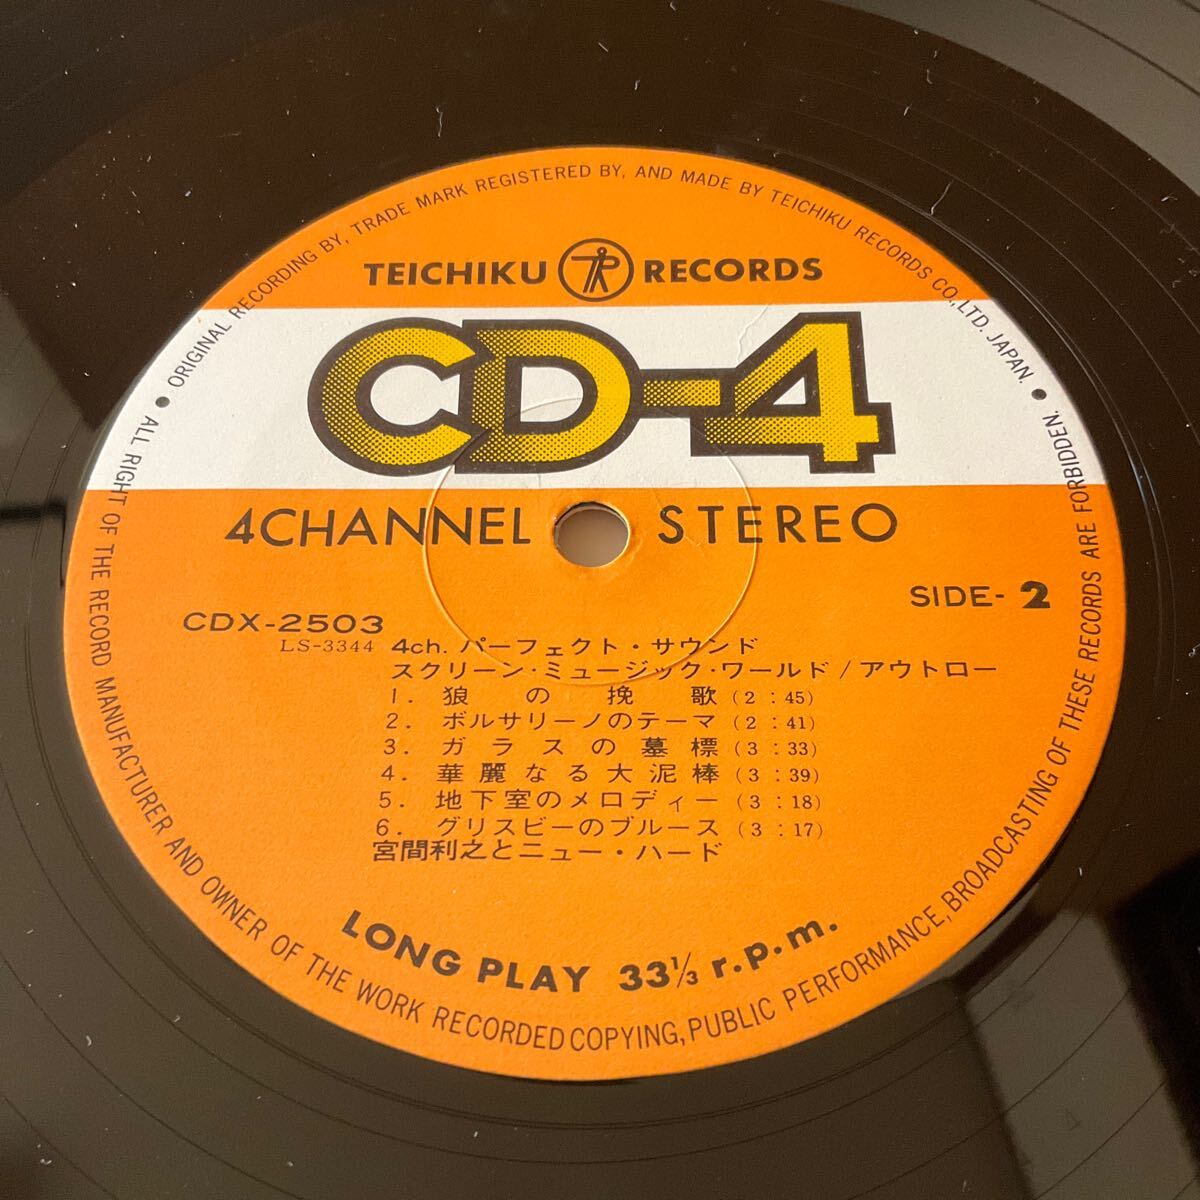 • ORIGINAL RECORDING BY, TRADE MARK REGISTERED BY, AND MADE BY TEICHIKU RECORDS CO., LTD. JAPAN. •
TEICHIKU TR RECORDS
CD-4
4CHANNEL STEREO
SIDE- 2
CDX-2503
LS-3344
4ch. パーフェクト・サウンド
スクリーン・ミュージック・ワールド / アウトロー
1. 狼の挽歌 (2:45)
2. ボルサリーノのテーマ (2:41)
3. ガラスの墓標 (3:33)
4. 華麗なる大泥棒 (3:39)
5. 地下室のメロディー (3:18)
6. グリスビーのブルース (3:17)
宮間利之とニュー・ハード
LONG PLAY 33⅓ r.p.m.
ALL RIGHT OF THE RECORD MANUFACTURER AND OWNER OF THE WORK RECORDED COPYING, PUBLIC PERFORMANCE, BROADCASTING OF THESE RECORDS ARE FORBIDDEN.